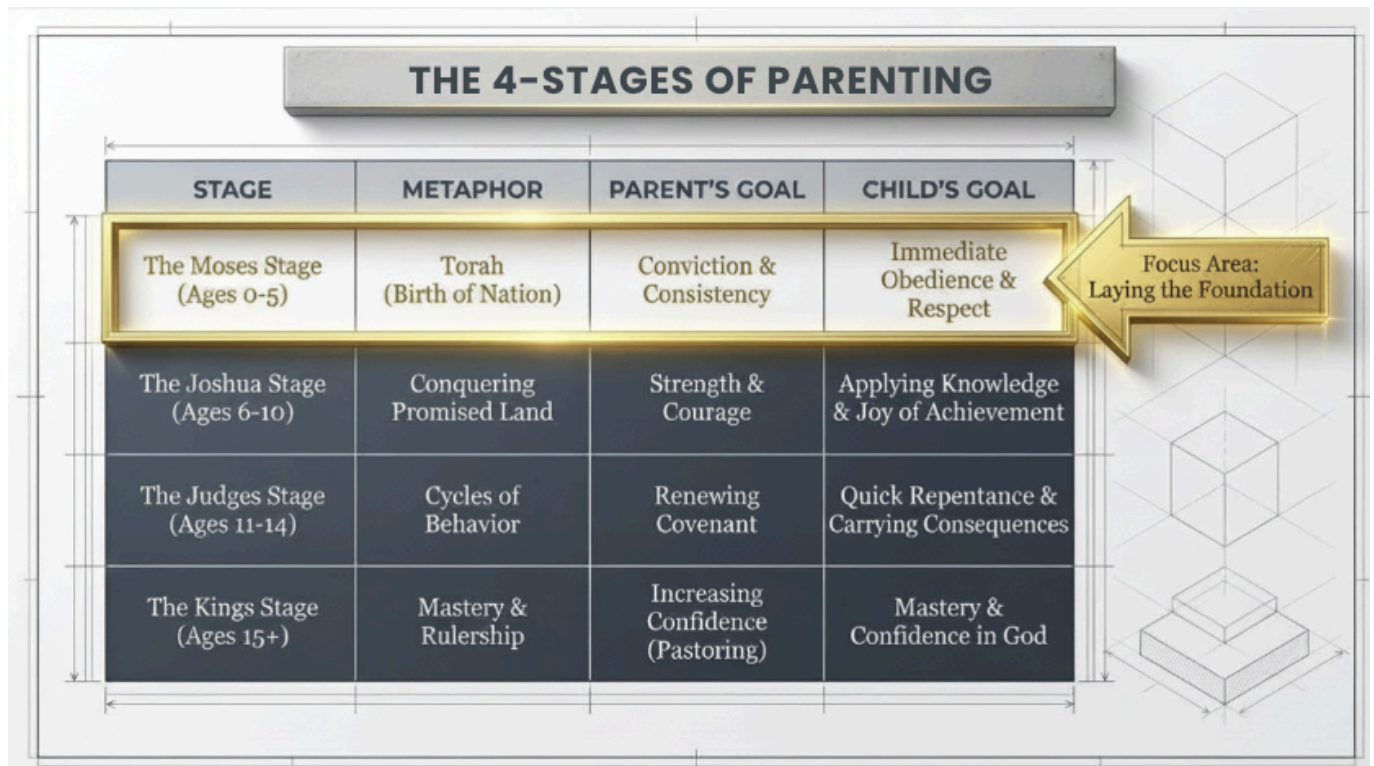 THE 4-STAGES OF PARENTING
STAGE
METAPHOR
PARENT'S GOAL
CHILD'S GOAL
The Moses Stage
(Ages 0-5)
Torah
(Birth of Nation)
Conviction &
Consistency
Immediate
Obedience &
Respect
Focus Area:
Laying the Foundation
The Joshua Stage
(Ages 6-10)
Conquering
Promised Land
Strength &
Courage
Applying Knowledge
& Joy of Achievement
The Judges Stage
(Ages 11-14)
Cycles of
Behavior
Renewing
Covenant
Quick Repentance &
Carrying Consequences
The Kings Stage
(Ages 15+)
Mastery &
Rulership
Increasing
Confidence
(Pastoring)
Mastery &
Confidence in God